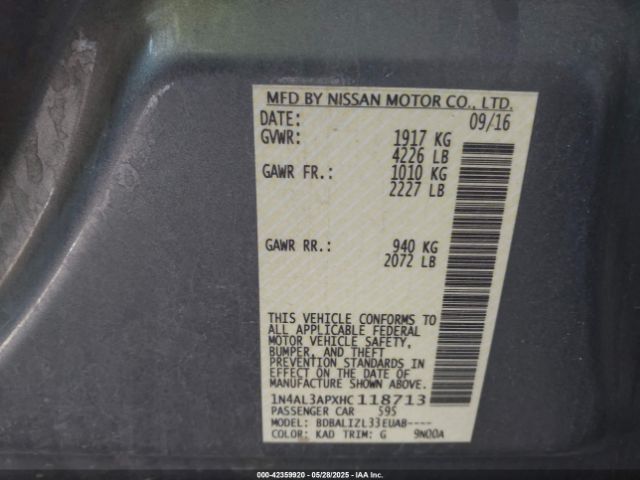 MFD BY NISSAN MOTOR CO., LTD.
DATE: 09/16
GVWR: 1917 KG
4226 LB
GAWR FR.: 1010 KG
2227 LB
GAWR RR.: 940 KG
2072 LB
THIS VEHICLE CONFORMS TO
ALL APPLICABLE FEDERAL
MOTOR VEHICLE SAFETY,
BUMPER, AND THEFT
PREVENTION STANDARDS IN
EFFECT ON THE DATE OF
MANUFACTURE SHOWN ABOVE.
1N4AL3APXHC118713
PASSENGER CAR 595
MODEL: BDBALIZL33EUA8----
COLOR: KAD TRIM: G 9N00A
000-42359920 - 05/28/2025 - IAAI.COM